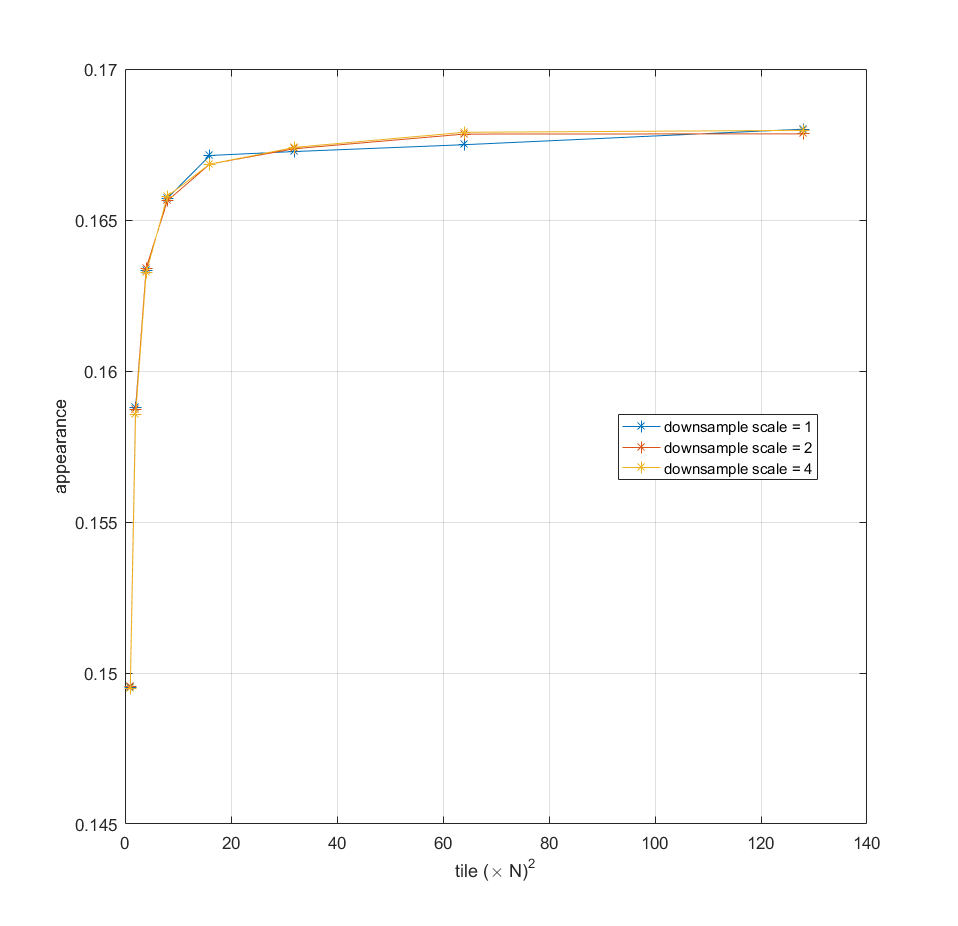 0.17
0.165
0.16
0.155
0.15
0.145
appearance
downsample scale = 1
downsample scale = 2
downsample scale = 4
0 20 40 60 80 100 120 140
tile (× N)²